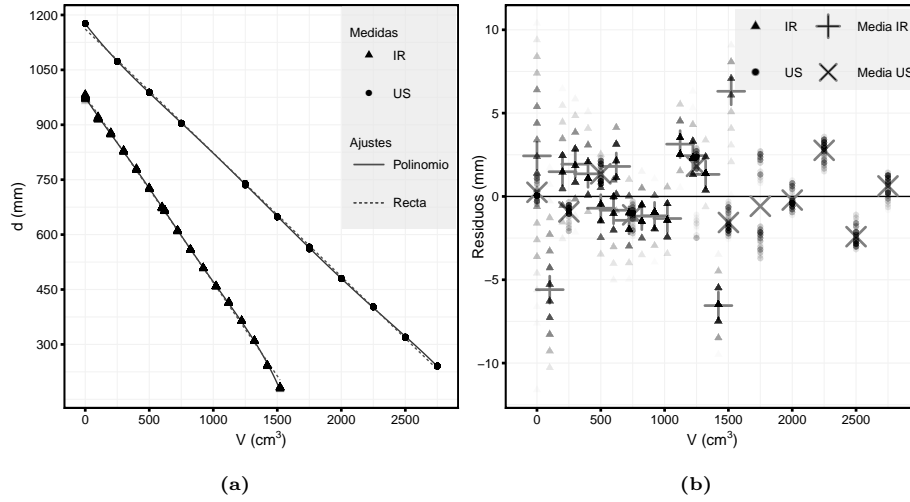 1200
1050
900
750
600
450
300
d (mm)
0
500
1000
1500
2000
2500
V (cm³)
Medidas
IR
US
Ajustes
Polinomio
Recta
(a)
10
5
0
−5
−10
Residuos (mm)
0
500
1000
1500
2000
2500
V (cm³)
IR
Media IR
US
Media US
(b)